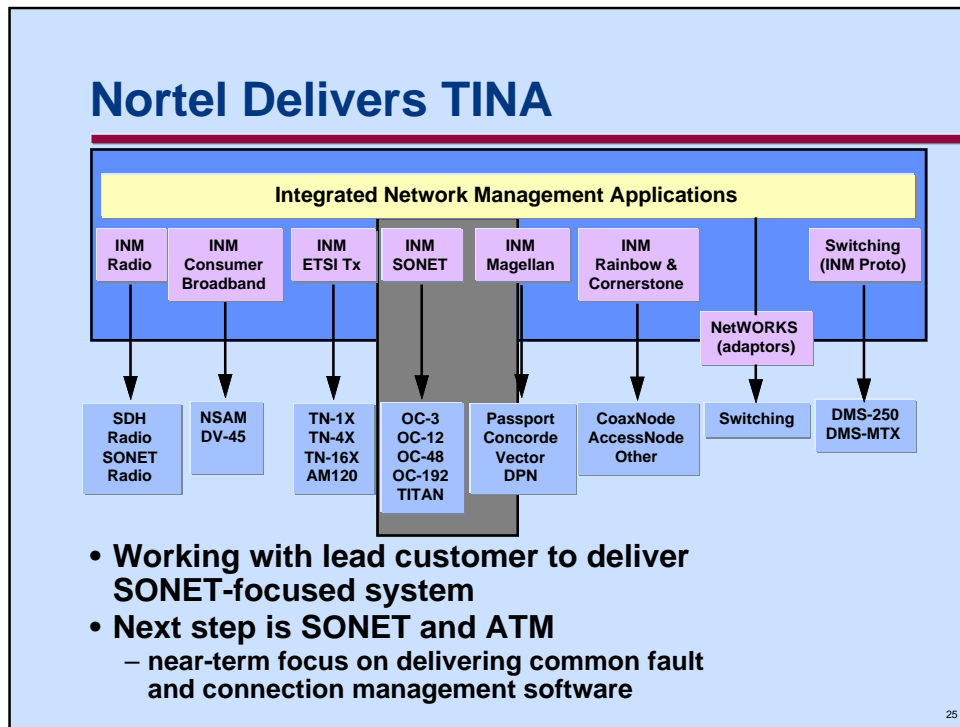 Nortel Delivers TINA
Integrated Network Management Applications
INM
Radio
INM
Consumer
Broadband
INM
ETSI Tx
INM
SONET
INM
Magellan
INM
Rainbow &
Cornerstone
Switching
(INM Proto)
NetWORKS
(adaptors)
SDH
Radio
SONET
Radio
NSAM
DV-45
TN-1X
TN-4X
TN-16X
AM120
OC-3
OC-12
OC-48
OC-192
TITAN
Passport
Concorde
Vector
DPN
CoaxNode
AccessNode
Other
Switching
DMS-250
DMS-MTX
• Working with lead customer to deliver
SONET-focused system
• Next step is SONET and ATM
– near-term focus on delivering common fault
and connection management software
25